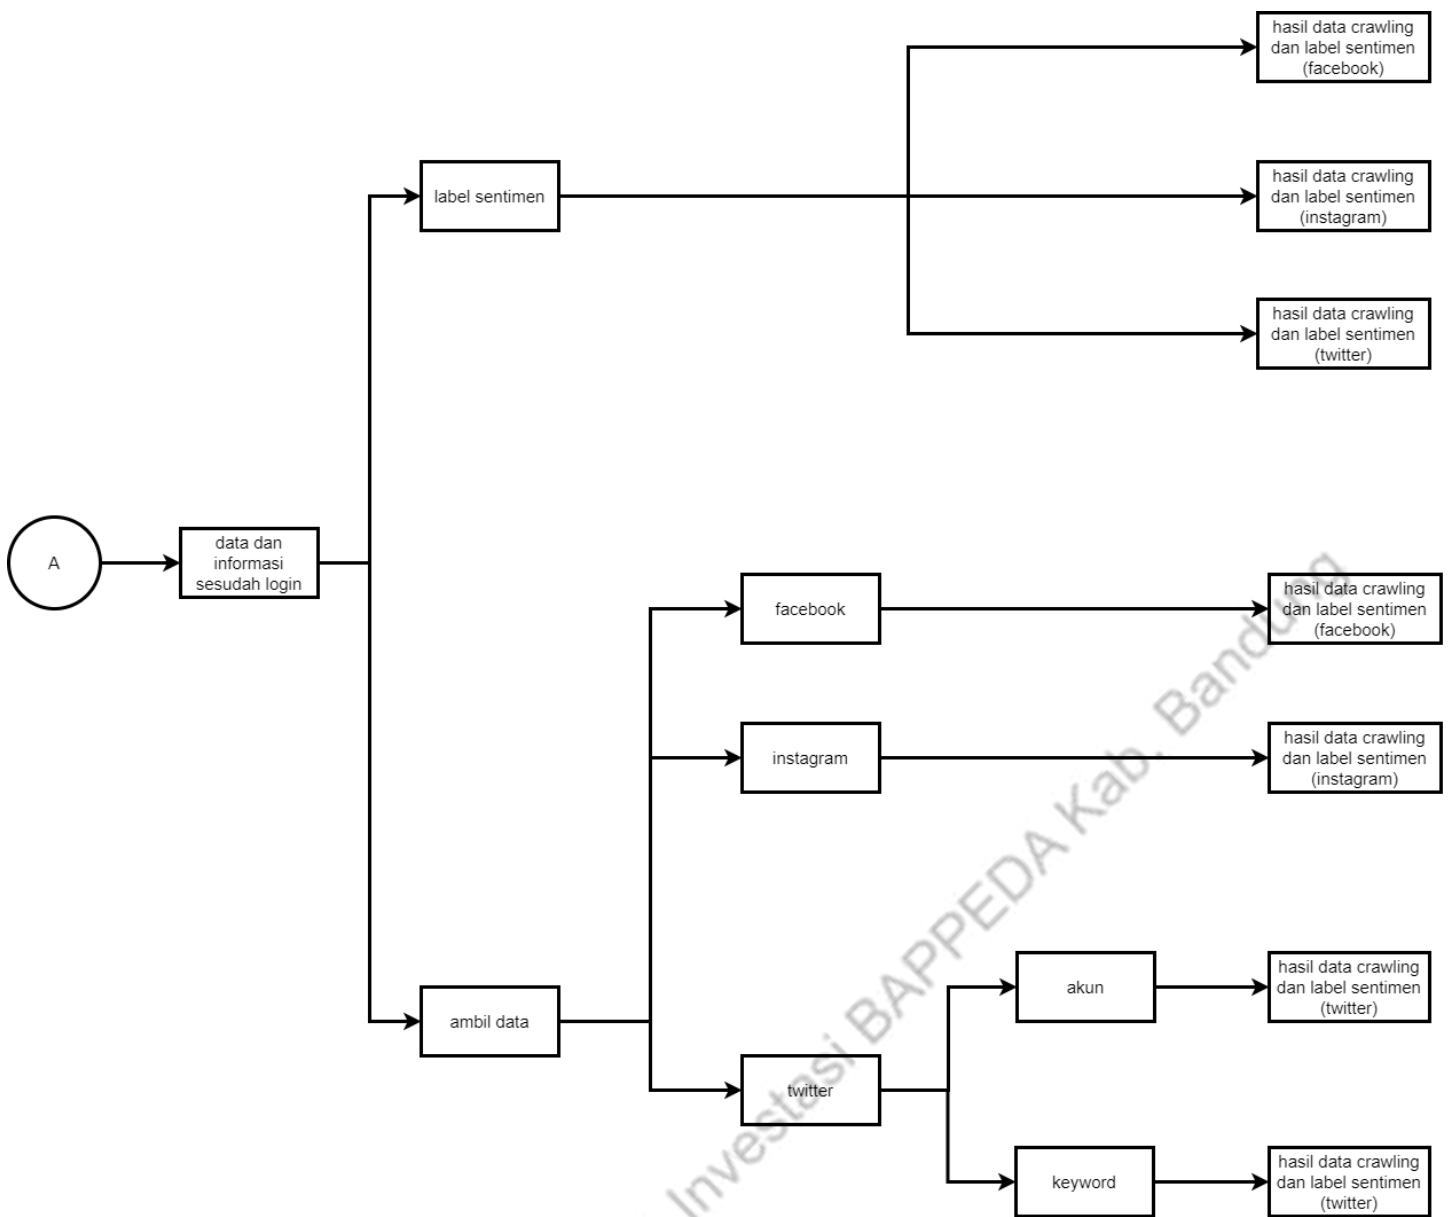 hasil data crawling
dan label sentimen
(facebook)
label sentimen
hasil data crawling
dan label sentimen
(instagram)
hasil data crawling
dan label sentimen
(twitter)
A
data dan
informasi
sesudah login
facebook
hasil data crawling
dan label sentimen
(facebook)
instagram
hasil data crawling
dan label sentimen
(instagram)
ambil data
twitter
akun
hasil data crawling
dan label sentimen
(twitter)
keyword
hasil data crawling
dan label sentimen
(twitter)
Investasi BAPPEDA Kab. Bandung